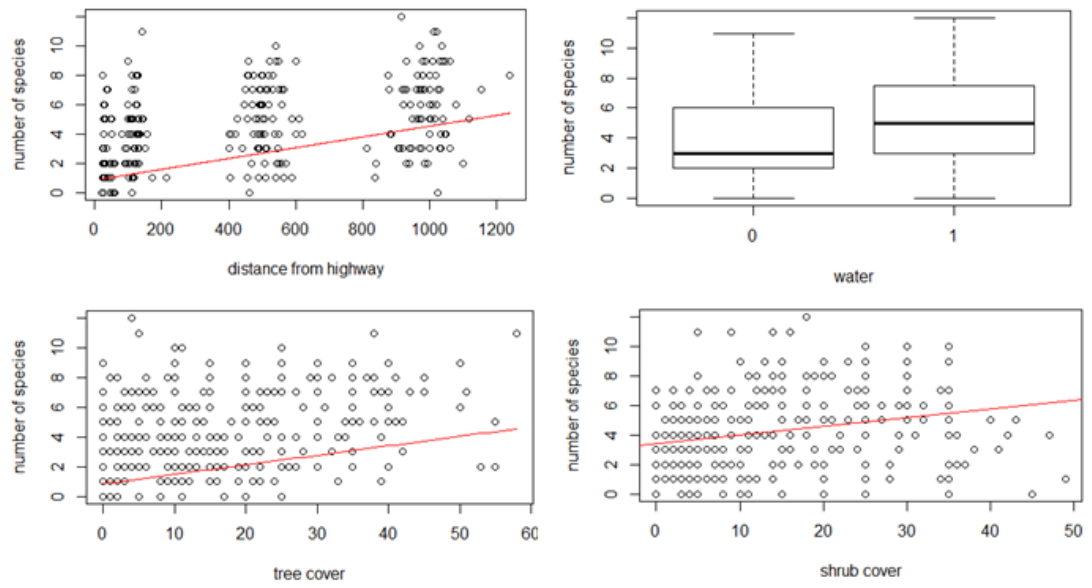 number of species
0 2 4 6 8 10
0 200 400 600 800 1000 1200
distance from highway
number of species
0 2 4 6 8 10
0 1
water
number of species
0 2 4 6 8 10
0 10 20 30 40 50 60
tree cover
number of species
0 2 4 6 8 10
0 10 20 30 40 50
shrub cover